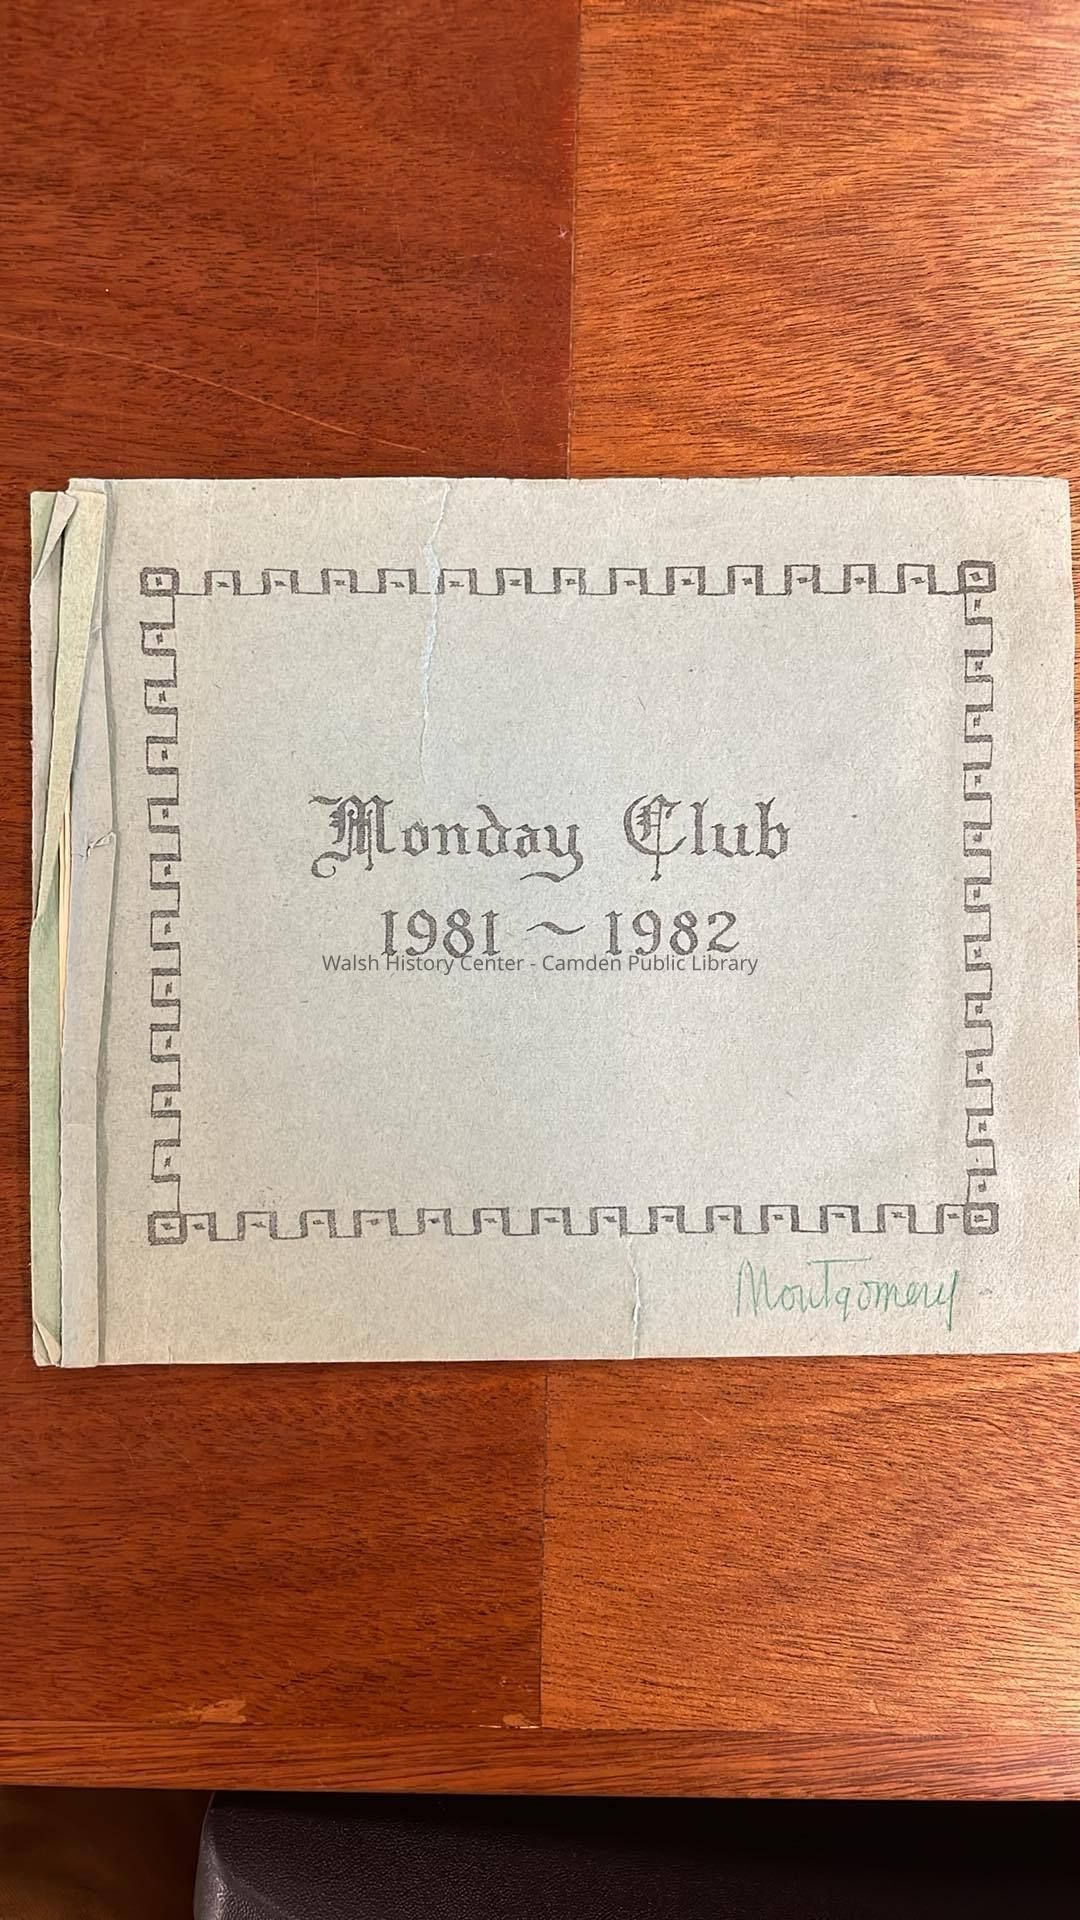 Monday Club
1981 ~ 1982
Walsh History Center - Camden Public Library
Montgomery